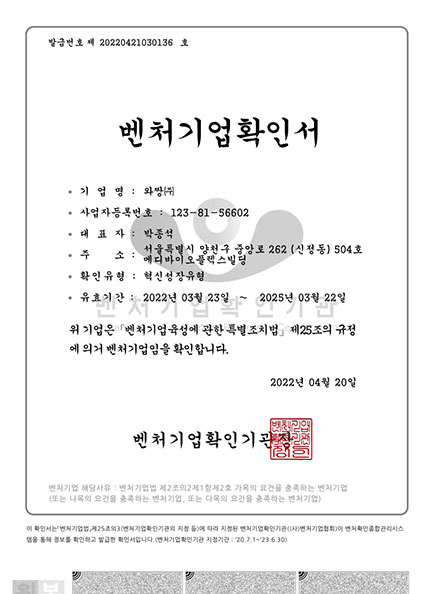 발급번호 제 20220421030136 호
벤처기업확인서
• 기 업 명 : 와짱㈜
• 사업자등록번호 : 123-81-56602
• 대 표 자 : 박종석
• 주 소 : 서울특별시 양천구 중앙로 262 (신정동) 504호
메디바이오플렉스빌딩
• 확인유형 : 혁신성장유형
• 유효기간 : 2022년 03월 23일 ~ 2025년 03월 22일
벤처기업확인기관
위 기업은 「벤처기업육성에 관한 특별조치법」 제25조의 규정
에 의거 벤처기업임을 확인합니다.
2022년 04월 20일
벤처기업확인기관장
벤처기업 해당사유 : 벤처기업법 제2조의2제1항제2호 가목의 요건을 충족하는 벤처기업
(또는 나목의 요건을 충족하는 벤처기업, 또는 다목의 요건을 충족하는 벤처기업)
이 확인서는「벤처기업법」제25조의3(벤처기업확인기관의 지정 등)에 따라 지정된 벤처기업확인기관((사)벤처기업협회)이 벤처확인종합관리시스
템을 통해 정보를 확인하고 발급한 확인서입니다.(벤처기업확인기관 지정기간 : '20.7.1~'23.6.30)